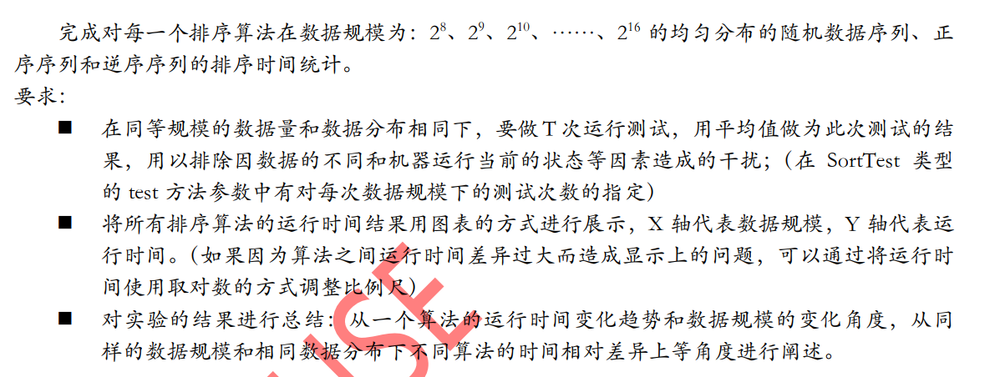 完成对每一个排序算法在数据规模为：2⁸、2⁹、2¹⁰、……、2¹⁶ 的均匀分布的随机数据序列、正
序序列和逆序序列的排序时间统计。
要求：
■ 在同等规模的数据量和数据分布相同下，要做 T 次运行测试，用平均值做为此次测试的结
果，用以排除因数据的不同和机器运行当前的状态等因素造成的干扰；（在 SortTest 类型
的 test 方法参数中有对每次数据规模下的测试次数的指定）
■ 将所有排序算法的运行时间结果用图表的方式进行展示，X 轴代表数据规模，Y 轴代表运
行时间。（如果因为算法之间运行时间差异过大而造成显示上的问题，可以通过将运行时
间使用取对数的方式调整比例尺）
■ 对实验的结果进行总结：从一个算法的运行时间变化趋势和数据规模的变化角度，从同
样的数据规模和相同数据分布下不同算法的时间相对差异上等角度进行阐述。
USE